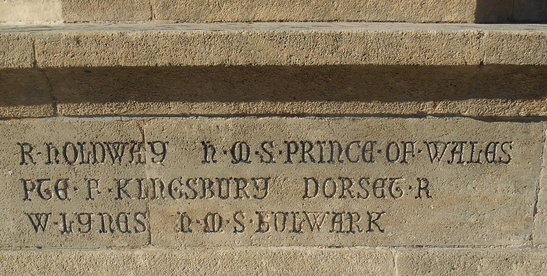 R·HOLDWAY H·M·S·PRINCE·OF·WALES
PTE·F·KINGSBURY DORSET·R
W·LYNES H·M·S·BULWARK